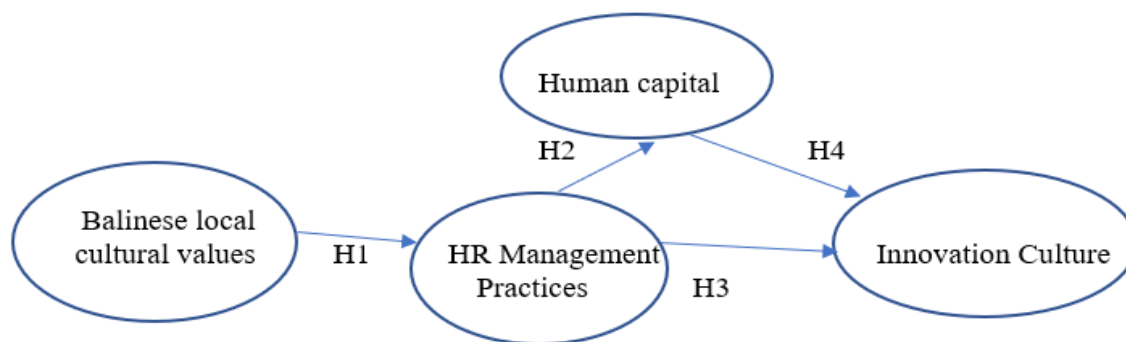 Human capital
H2
H4
Balinese local
cultural values
H1
HR Management
Practices
H3
Innovation Culture